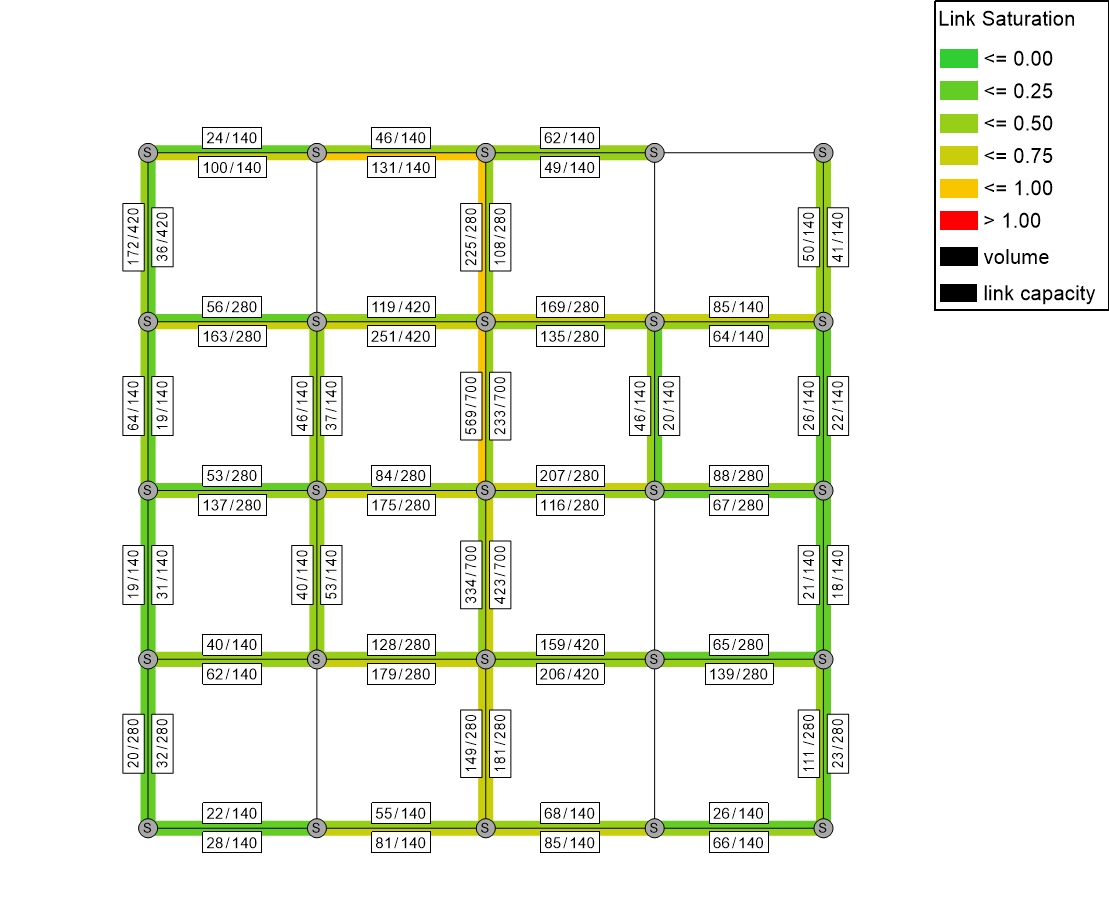 Link Saturation
<= 0.00
<= 0.25
<= 0.50
<= 0.75
<= 1.00
> 1.00
volume
link capacity
24/140 46/140 62/140
S S S S S
100/140 131/140 49/140
172/420 36/420 225/280 108/280 50/140 41/140
56/280 119/420 169/280 85/140
S S S S S
163/280 251/420 135/280 64/140
64/140 19/140 46/140 37/140 569/700 233/700 46/140 20/140 26/140 22/140
53/280 84/280 207/280 88/280
S S S S S
137/280 175/280 116/280 67/280
19/140 31/140 40/140 53/140 334/700 423/700 21/140 18/140
40/140 128/280 159/420 65/280
S S S S S
62/140 179/280 206/420 139/280
20/280 32/280 149/280 181/280 111/280 23/280
22/140 55/140 68/140 26/140
S S S S S
28/140 81/140 85/140 66/140